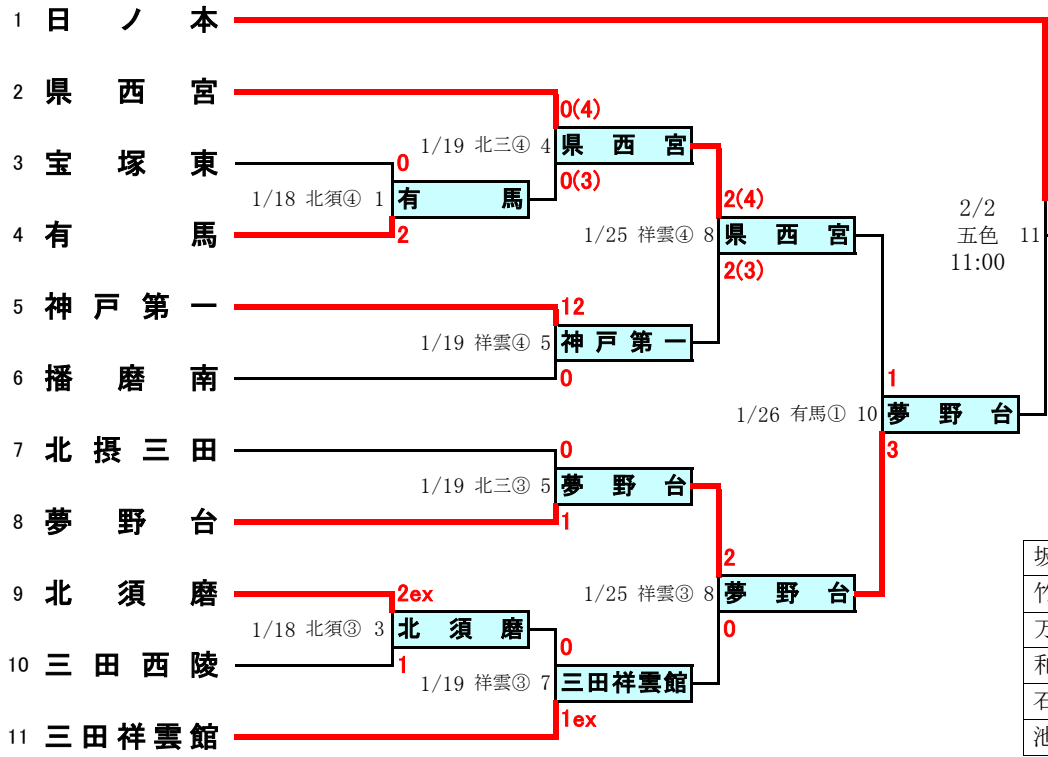 1 日ノ本
2 県西宮
0(4)
1/19 北三④ 4 県西宮
3 宝塚東
0
0(3)
1/18 北須④ 1 有馬
2(4)
4 有馬
2
1/25 祥雲④ 8 県西宮
2/2
五色 11
11:00
2(3)
5 神戸第一
12
1/19 祥雲④ 5 神戸第一
6 播磨南
0
1
1/26 有馬① 10 夢野台
3
7 北摂三田
0
1/19 北三③ 5 夢野台
8 夢野台
1
2
9 北須磨
2ex
1/25 祥雲③ 8 夢野台
0
1/18 北須③ 3 北須磨
0
10 三田西陵
1
1/19 祥雲③ 7 三田祥雲館
1ex
11 三田祥雲館
竹
万
和
石
池